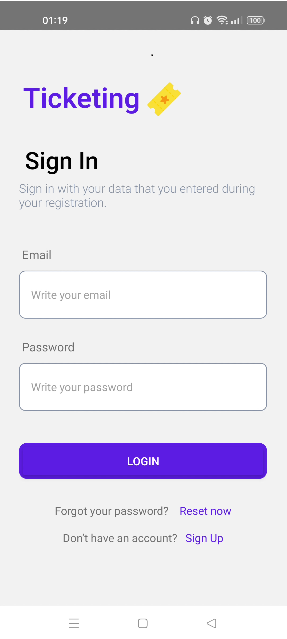 01:19
100
Ticketing
Sign In
Sign in with your data that you entered during
your registration.
Email
Write your email
Password
Write your password
LOGIN
Forgot your password? Reset now
Don't have an account? Sign Up